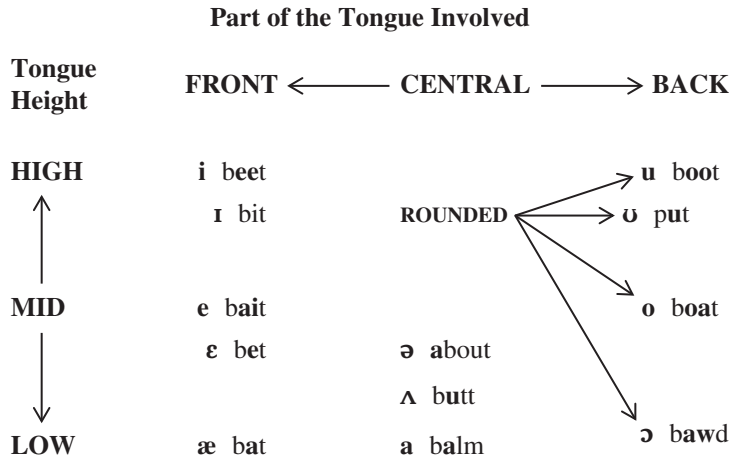 Part of the Tongue Involved
Tongue
Height
FRONT CENTRAL BACK
HIGH i beet u boot
ɪ bit ROUNDED ʊ put
MID e bait o boat
ɛ bet ə about
ʌ butt
LOW æ bat a balm ɔ bawd